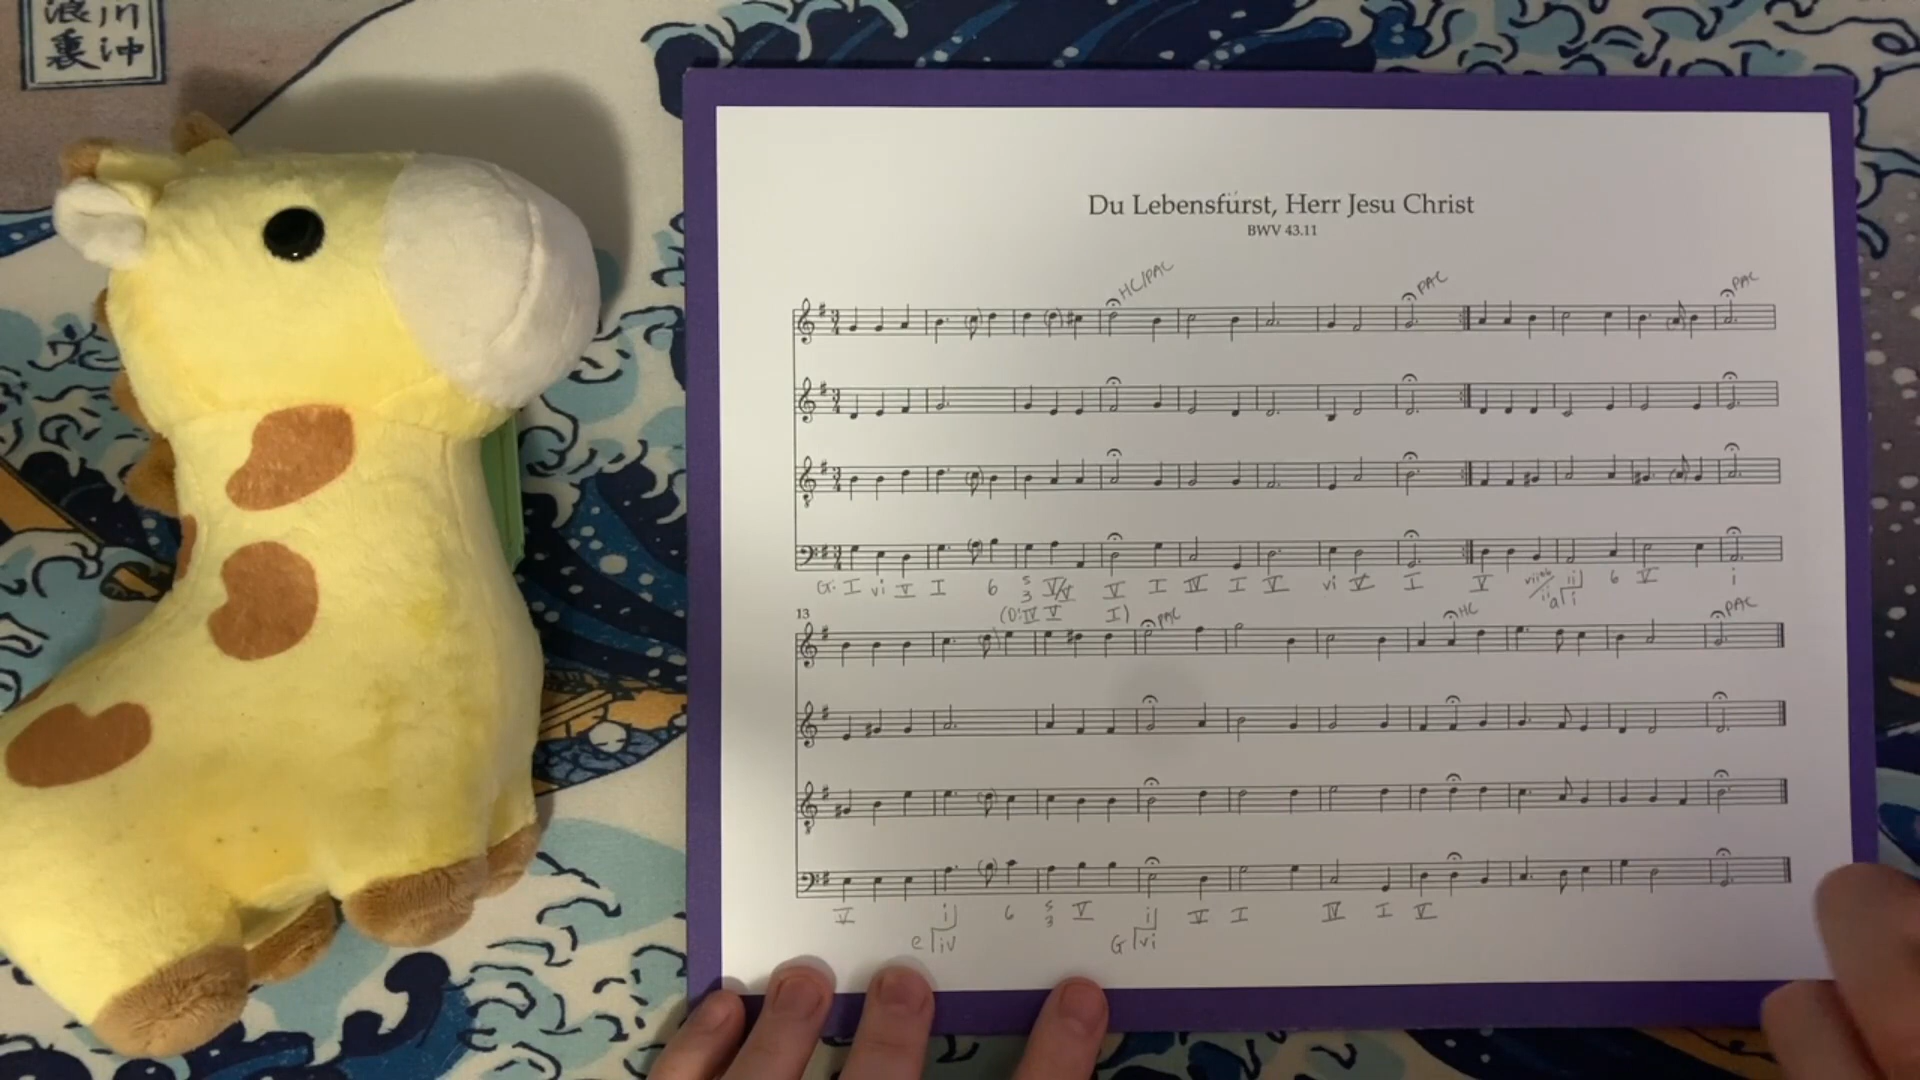 川沖
浪裏
Du Lebensfürst, Herr Jesu Christ
BWV 43.11
HC/PAC
PAC
PAC
G: I vi V I 6 5 3 V/V V I IV I V vi V I V i 6 V i
(D: IV V I)
13
PAC
HC
PAC
V i 6 5 3 V i V I IV I V
e iv G vi